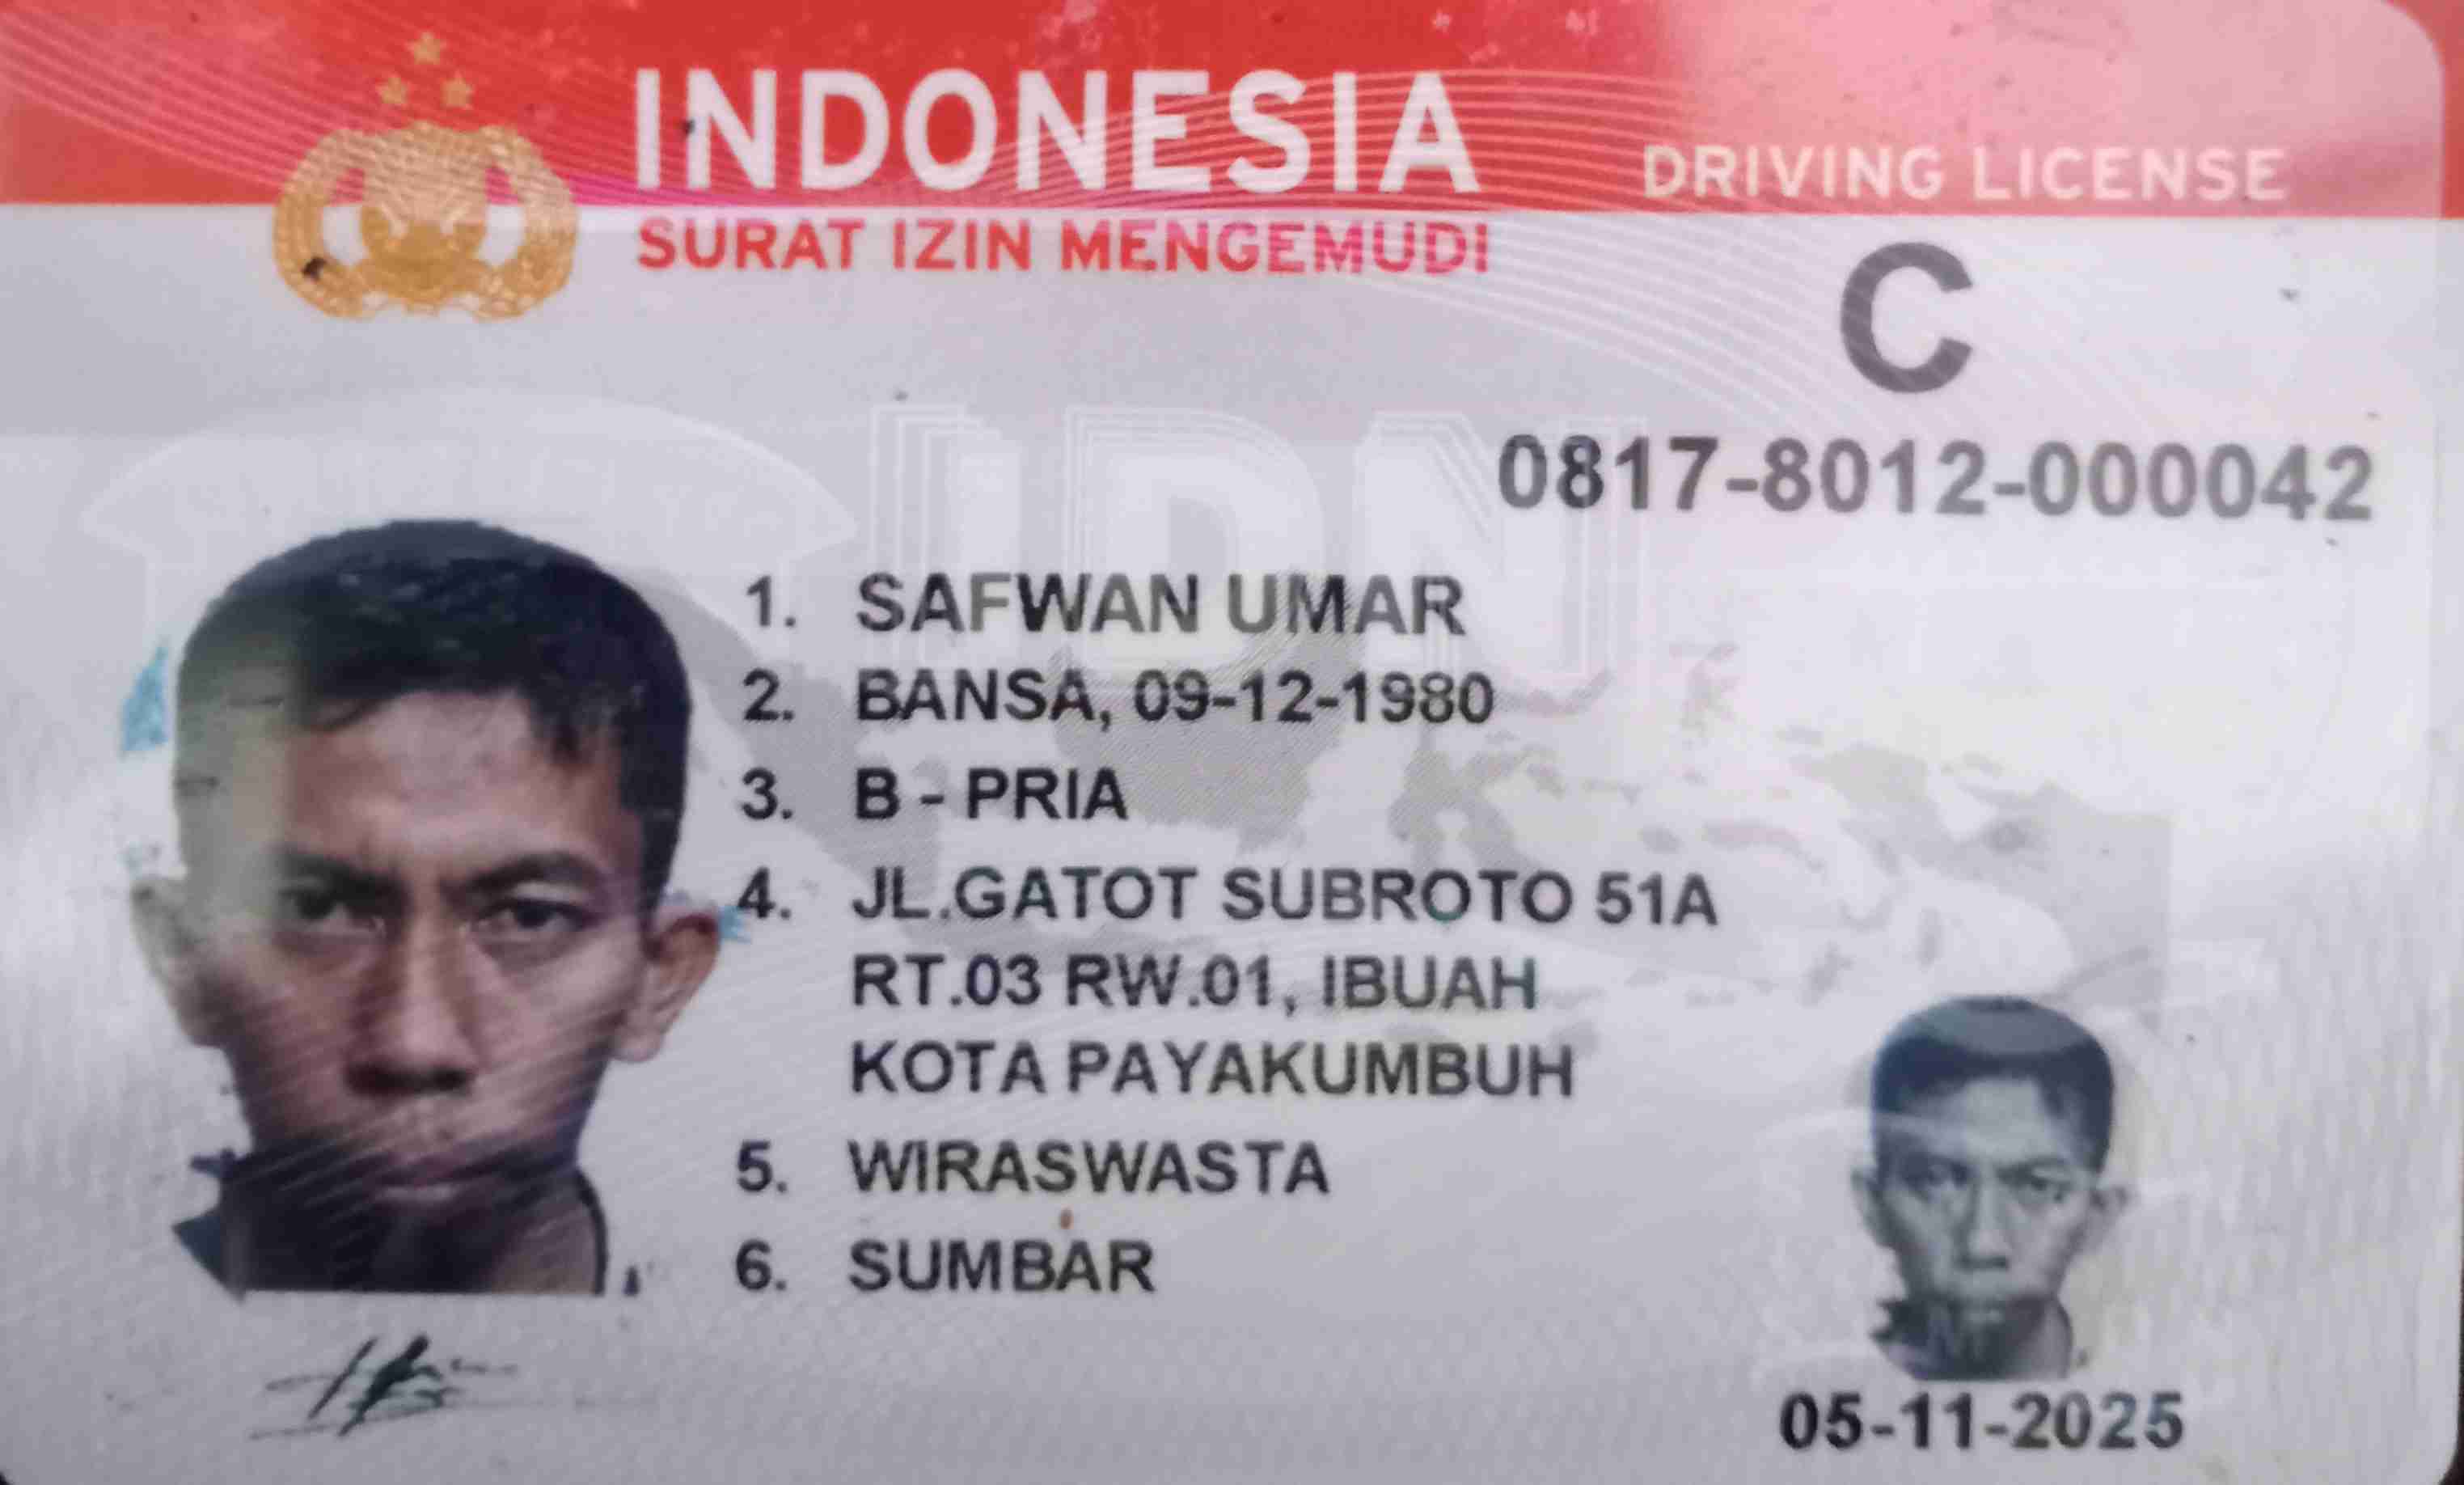 INDONESIA
SURAT IZIN MENGEMUDI
DRIVING LICENSE
C
0817-8012-000042
IDN
1. SAFWAN UMAR
2. BANSA, 09-12-1980
3. B - PRIA
4. JL.GATOT SUBROTO 51A
RT.03 RW.01, IBUAH
KOTA PAYAKUMBUH
5. WIRASWASTA
6. SUMBAR
05-11-2025